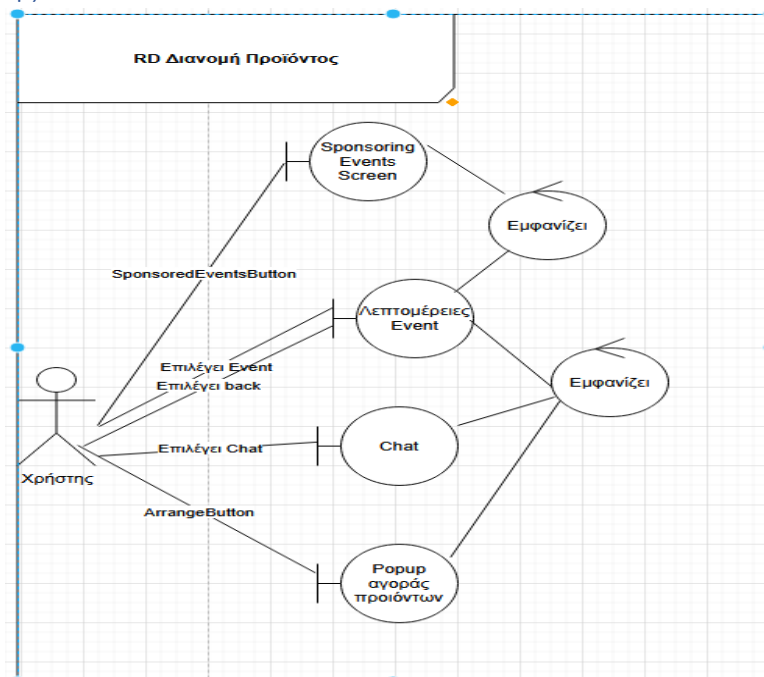 RD Διανομή Προϊόντος
Sponsoring
Events
Screen
Εμφανίζει
SponsoredEventsButton
Λεπτομέρειες
Event
Επιλέγει Event
Επιλέγει back
Εμφανίζει
Επιλέγει Chat
Chat
Χρήστης
ArrangeButton
Popup
αγοράς
προιόντων